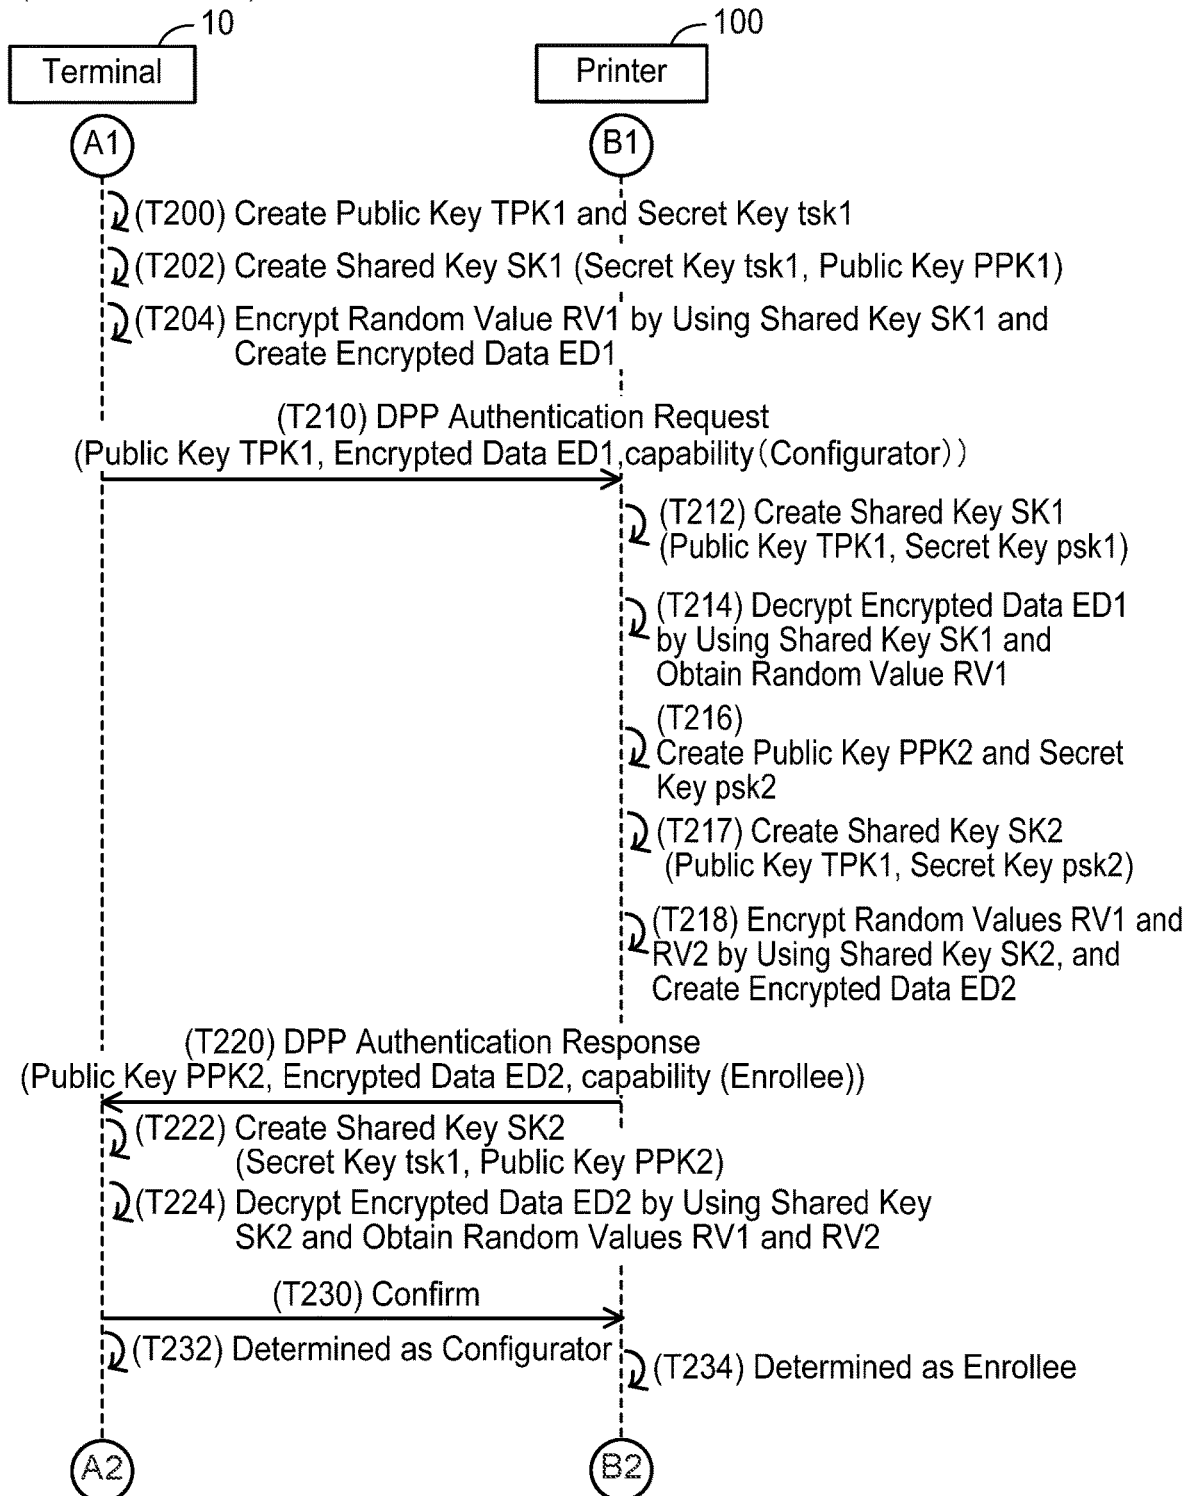 10
100
Terminal
Printer
A1
B1
(T200) Create Public Key TPK1 and Secret Key tsk1
(T202) Create Shared Key SK1 (Secret Key tsk1, Public Key PPK1)
(T204) Encrypt Random Value RV1 by Using Shared Key SK1 and
Create Encrypted Data ED1
(T210) DPP Authentication Request
(Public Key TPK1, Encrypted Data ED1,capability(Configurator))
(T212) Create Shared Key SK1
(Public Key TPK1, Secret Key psk1)
(T214) Decrypt Encrypted Data ED1
by Using Shared Key SK1 and
Obtain Random Value RV1
(T216)
Create Public Key PPK2 and Secret
Key psk2
(T217) Create Shared Key SK2
(Public Key TPK1, Secret Key psk2)
(T218) Encrypt Random Values RV1 and
RV2 by Using Shared Key SK2, and
Create Encrypted Data ED2
(T220) DPP Authentication Response
(Public Key PPK2, Encrypted Data ED2, capability (Enrollee))
(T222) Create Shared Key SK2
(Secret Key tsk1, Public Key PPK2)
(T224) Decrypt Encrypted Data ED2 by Using Shared Key
SK2 and Obtain Random Values RV1 and RV2
(T230) Confirm
(T232) Determined as Configurator
(T234) Determined as Enrollee
A2
B2